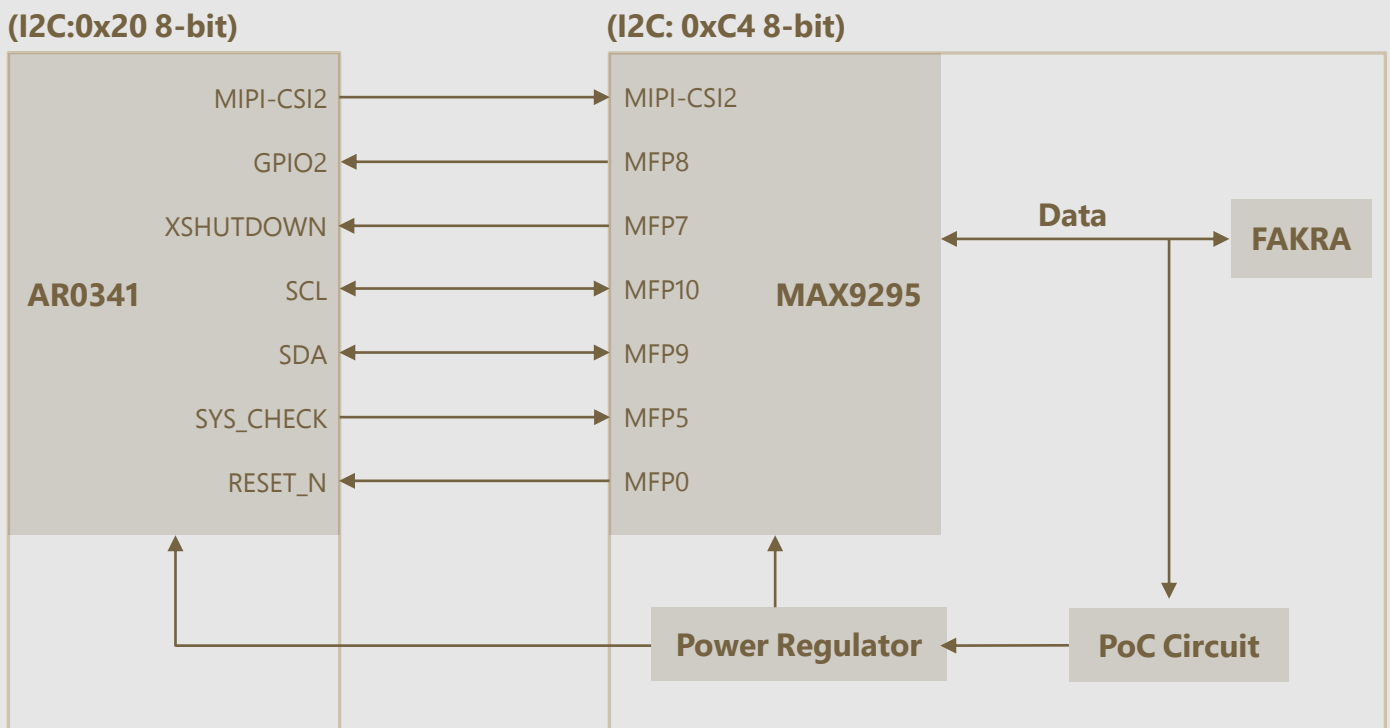 (I2C:0x20 8-bit)
(I2C: 0xC4 8-bit)
MIPI-CSI2
MIPI-CSI2
GPIO2
MFP8
XSHUTDOWN
MFP7
Data
FAKRA
AR0341
SCL
MFP10
MAX9295
SDA
MFP9
SYS_CHECK
MFP5
RESET_N
MFP0
Power Regulator
PoC Circuit